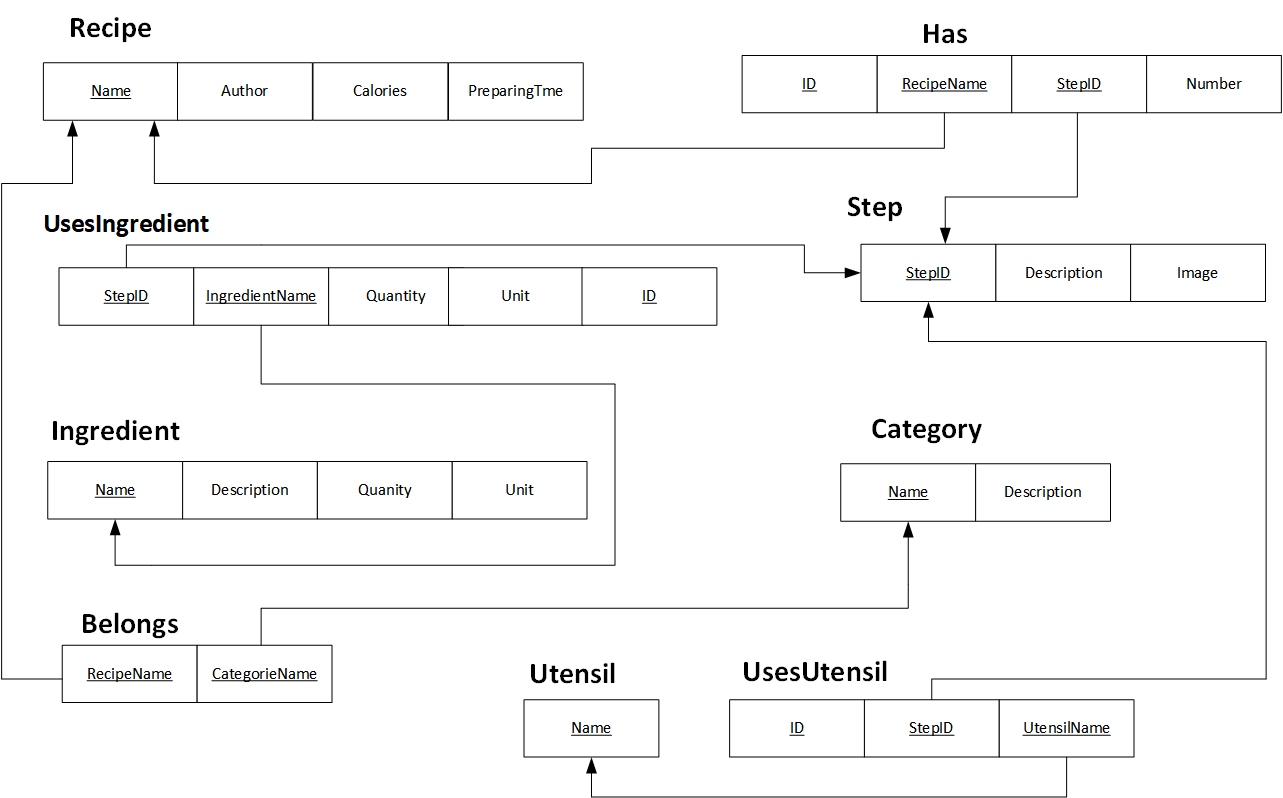 Recipe
Name Author Calories PreparingTme
Has
ID RecipeName StepID Number
UsesIngredient
StepID IngredientName Quantity Unit ID
Step
StepID Description Image
Ingredient
Name Description Quanity Unit
Category
Name Description
Belongs
RecipeName CategorieName
Utensil
Name
UsesUtensil
ID StepID UtensilName